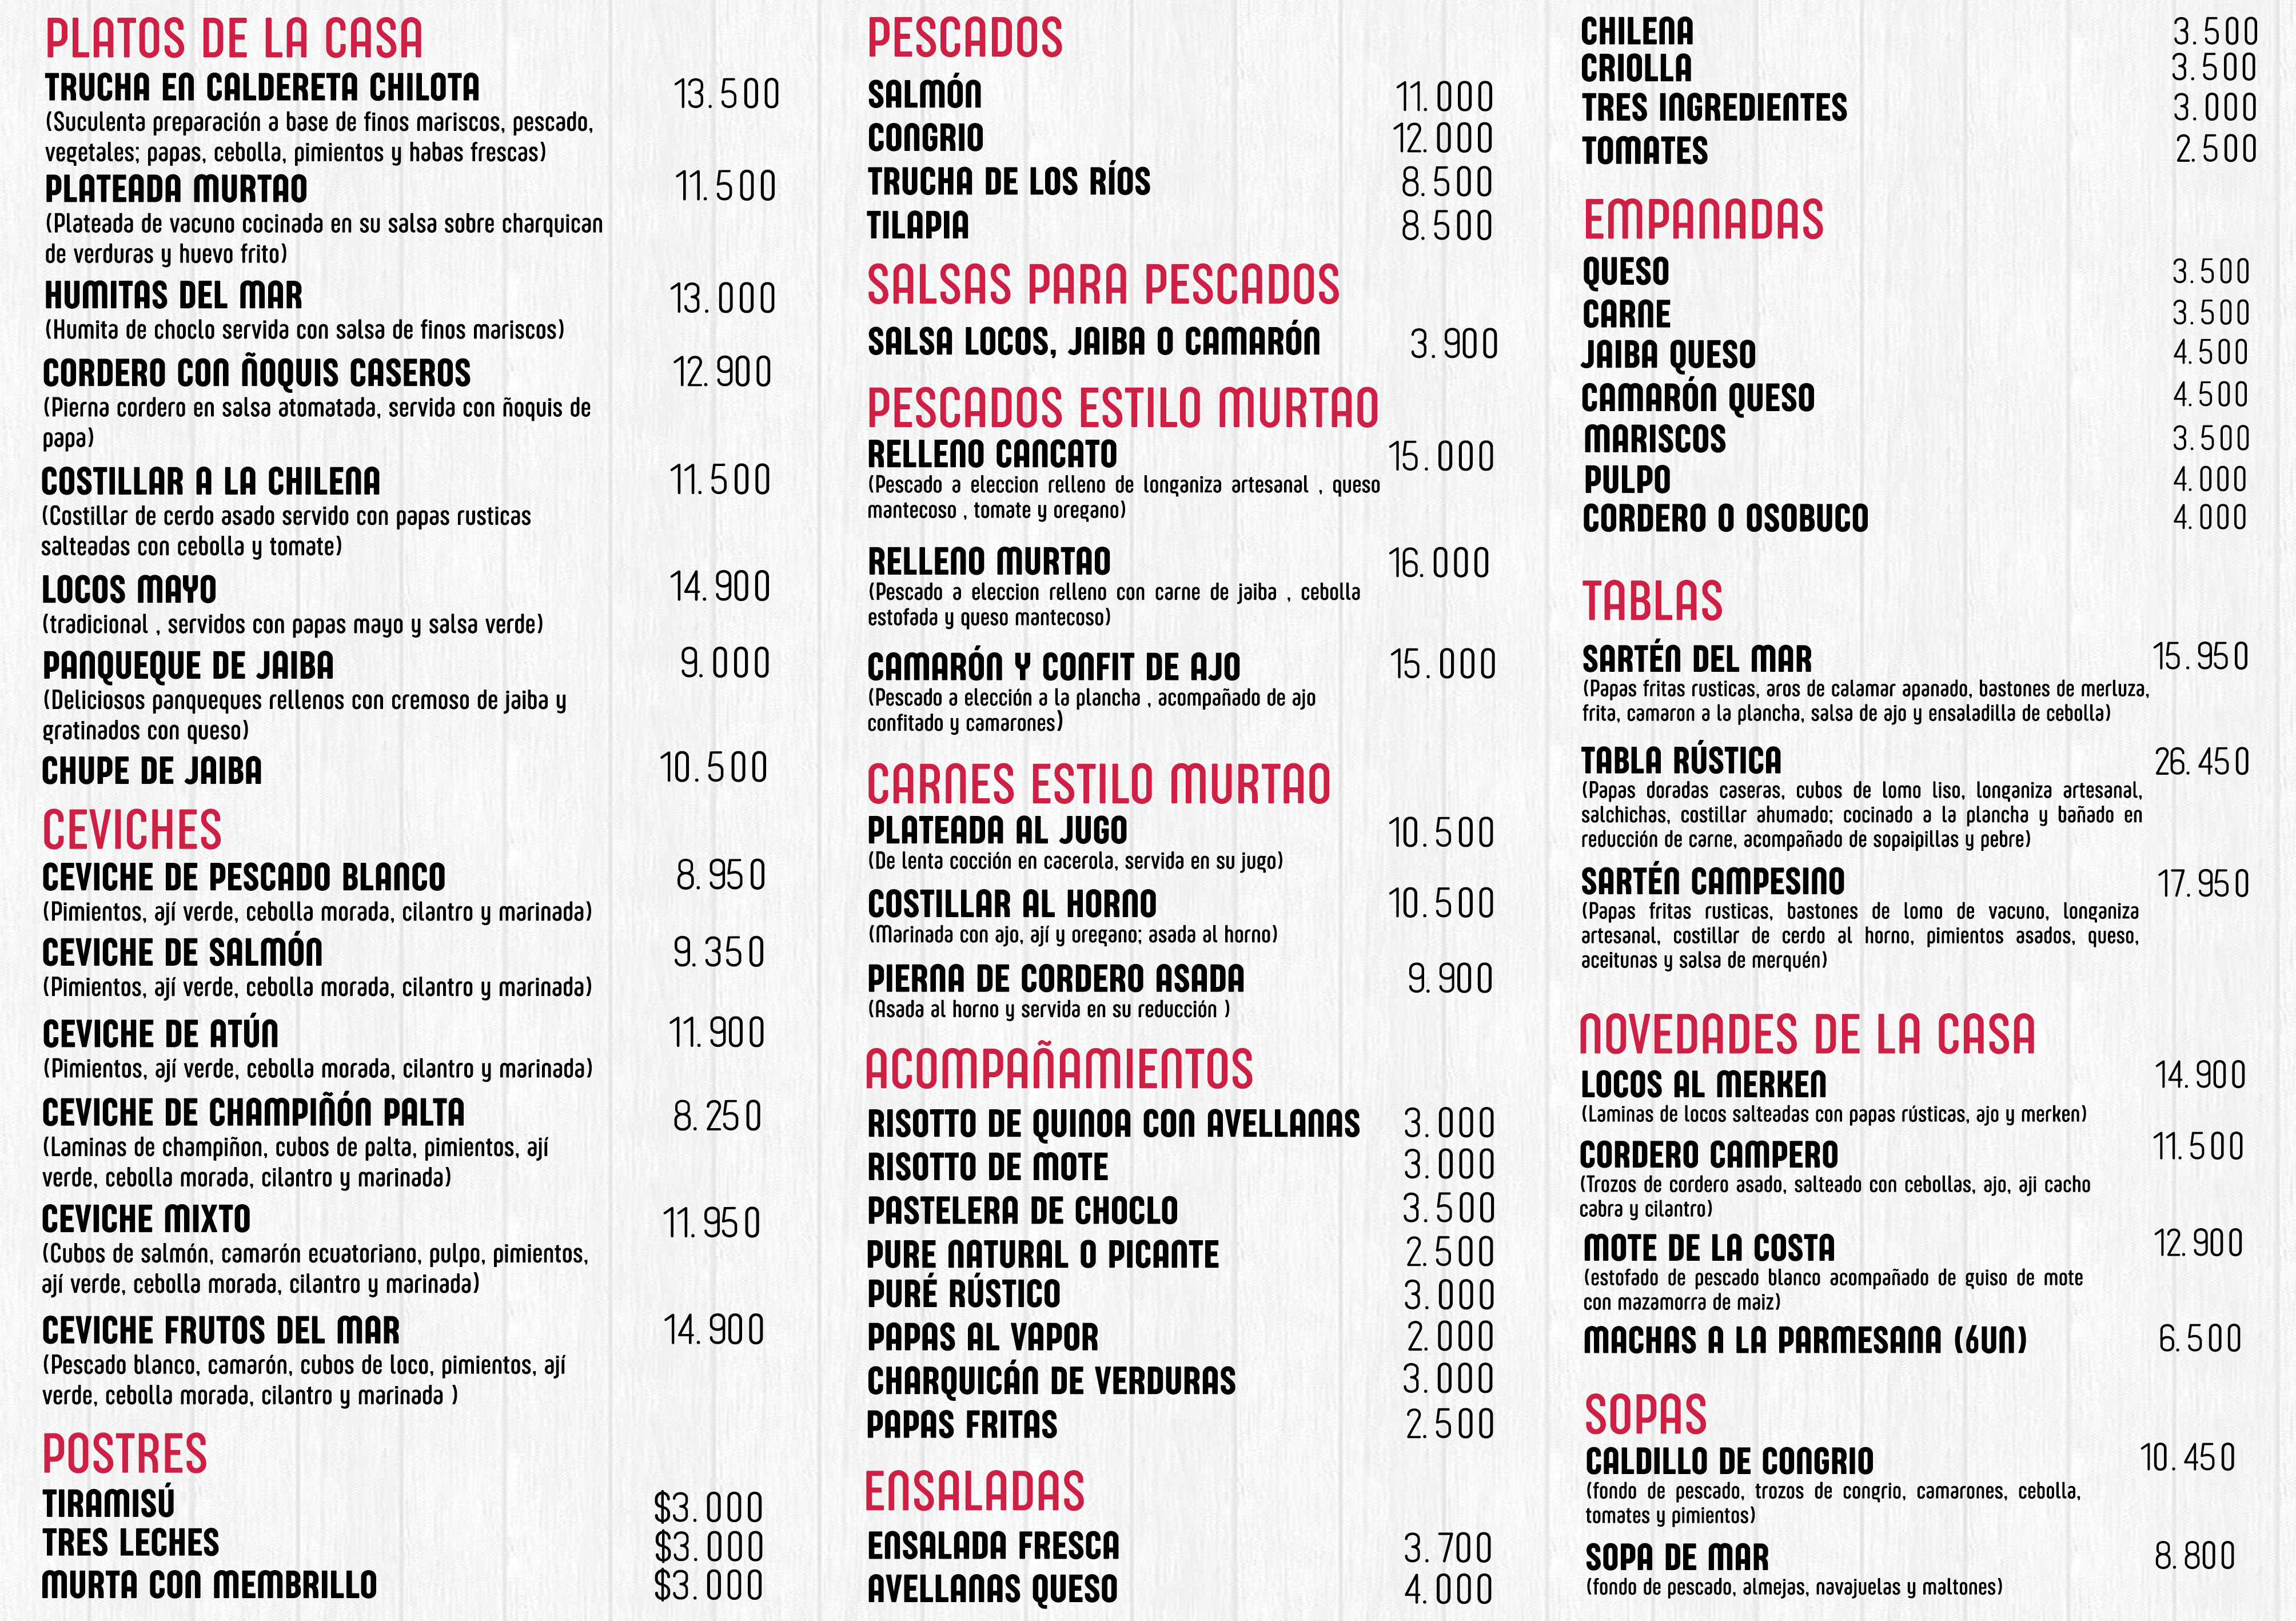 PLATOS DE LA CASA
TRUCHA EN CALDERETA CHILOTA 13.500
(Suculenta preparación a base de finos mariscos, pescado,
vegetales; papas, cebolla, pimientos y habas frescas)
PLATEADA MURTAO 11.500
(Plateada de vacuno cocinada en su salsa sobre charquican
de verduras y huevo frito)
HUMITAS DEL MAR 13.000
(Humita de choclo servida con salsa de finos mariscos)
CORDERO CON ÑOQUIS CASEROS 12.900
(Pierna cordero en salsa atomatada, servida con ñoquis de
papa)
COSTILLAR A LA CHILENA 11.500
(Costillar de cerdo asado servido con papas rusticas
salteadas con cebolla y tomate)
LOCOS MAYO 14.900
(tradicional , servidos con papas mayo y salsa verde)
PANQUEQUE DE JAIBA 9.000
(Deliciosos panqueques rellenos con cremoso de jaiba y
gratinados con queso)
CHUPE DE JAIBA 10.500
CEVICHES
CEVICHE DE PESCADO BLANCO 8.950
(Pimientos, ají verde, cebolla morada, cilantro y marinada)
CEVICHE DE SALMÓN 9.350
(Pimientos, ají verde, cebolla morada, cilantro y marinada)
CEVICHE DE ATÚN 11.900
(Pimientos, ají verde, cebolla morada, cilantro y marinada)
CEVICHE DE CHAMPIÑÓN PALTA 8.250
(Laminas de champiñon, cubos de palta, pimientos, ají
verde, cebolla morada, cilantro y marinada)
CEVICHE MIXTO 11.950
(Cubos de salmón, camarón ecuatoriano, pulpo, pimientos,
ají verde, cebolla morada, cilantro y marinada)
CEVICHE FRUTOS DEL MAR 14.900
(Pescado blanco, camarón, cubos de loco, pimientos, ají
verde, cebolla morada, cilantro y marinada )
POSTRES
TIRAMISÚ $3.000
TRES LECHES $3.000
MURTA CON MEMBRILLO $3.000
PESCADOS
SALMÓN 11.000
CONGRIO 12.000
TRUCHA DE LOS RÍOS 8.500
TILAPIA 8.500
SALSAS PARA PESCADOS
SALSA LOCOS, JAIBA O CAMARÓN 3.900
PESCADOS ESTILO MURTAO
RELLENO CANCATO 15.000
(Pescado a eleccion relleno de longaniza artesanal , queso
mantecoso , tomate y oregano)
RELLENO MURTAO 16.000
(Pescado a eleccion relleno con carne de jaiba , cebolla
estofada y queso mantecoso)
CAMARÓN Y CONFIT DE AJO 15.000
(Pescado a elección a la plancha , acompañado de ajo
confitado y camarones)
CARNES ESTILO MURTAO
PLATEADA AL JUGO 10.500
(De lenta cocción en cacerola, servida en su jugo)
COSTILLAR AL HORNO 10.500
(Marinada con ajo, ají y oregano; asada al horno)
PIERNA DE CORDERO ASADA 9.900
(Asada al horno y servida en su reducción )
ACOMPAÑAMIENTOS
RISOTTO DE QUINOA CON AVELLANAS 3.000
RISOTTO DE MOTE 3.000
PASTELERA DE CHOCLO 3.500
PURE NATURAL O PICANTE 2.500
PURÉ RÚSTICO 3.000
PAPAS AL VAPOR 2.000
CHARQUICÁN DE VERDURAS 3.000
PAPAS FRITAS 2.500
ENSALADAS
ENSALADA FRESCA 3.700
AVELLANAS QUESO 4.000
CHILENA 3.500
CRIOLLA 3.500
TRES INGREDIENTES 3.000
TOMATES 2.500
EMPANADAS
QUESO 3.500
CARNE 3.500
JAIBA QUESO 4.500
CAMARÓN QUESO 4.500
MARISCOS 3.500
PULPO 4.000
CORDERO O OSOBUCO 4.000
TABLAS
SARTÉN DEL MAR 15.950
(Papas fritas rusticas, aros de calamar apanado, bastones de merluza,
frita, camaron a la plancha, salsa de ajo y ensaladilla de cebolla)
TABLA RÚSTICA 26.450
(Papas doradas caseras, cubos de lomo liso, longaniza artesanal,
salchichas, costillar ahumado; cocinado a la plancha y bañado en
reducción de carne, acompañado de sopaipillas y pebre)
SARTÉN CAMPESINO 17.950
(Papas fritas rusticas, bastones de lomo de vacuno, longaniza
artesanal, costillar de cerdo al horno, pimientos asados, queso,
aceitunas y salsa de merquén)
NOVEDADES DE LA CASA
LOCOS AL MERKEN 14.900
(Laminas de locos salteadas con papas rústicas, ajo y merken)
CORDERO CAMPERO 11.500
(Trozos de cordero asado, salteado con cebollas, ajo, aji cacho
cabra y cilantro)
MOTE DE LA COSTA 12.900
(estofado de pescado blanco acompañado de guiso de mote
con mazamorra de maiz)
MACHAS A LA PARMESANA (6UN) 6.500
SOPAS
CALDILLO DE CONGRIO 10.450
(fondo de pescado, trozos de congrio, camarones, cebolla,
tomates y pimientos)
SOPA DE MAR 8.800
(fondo de pescado, almejas, navajuelas y maltones)